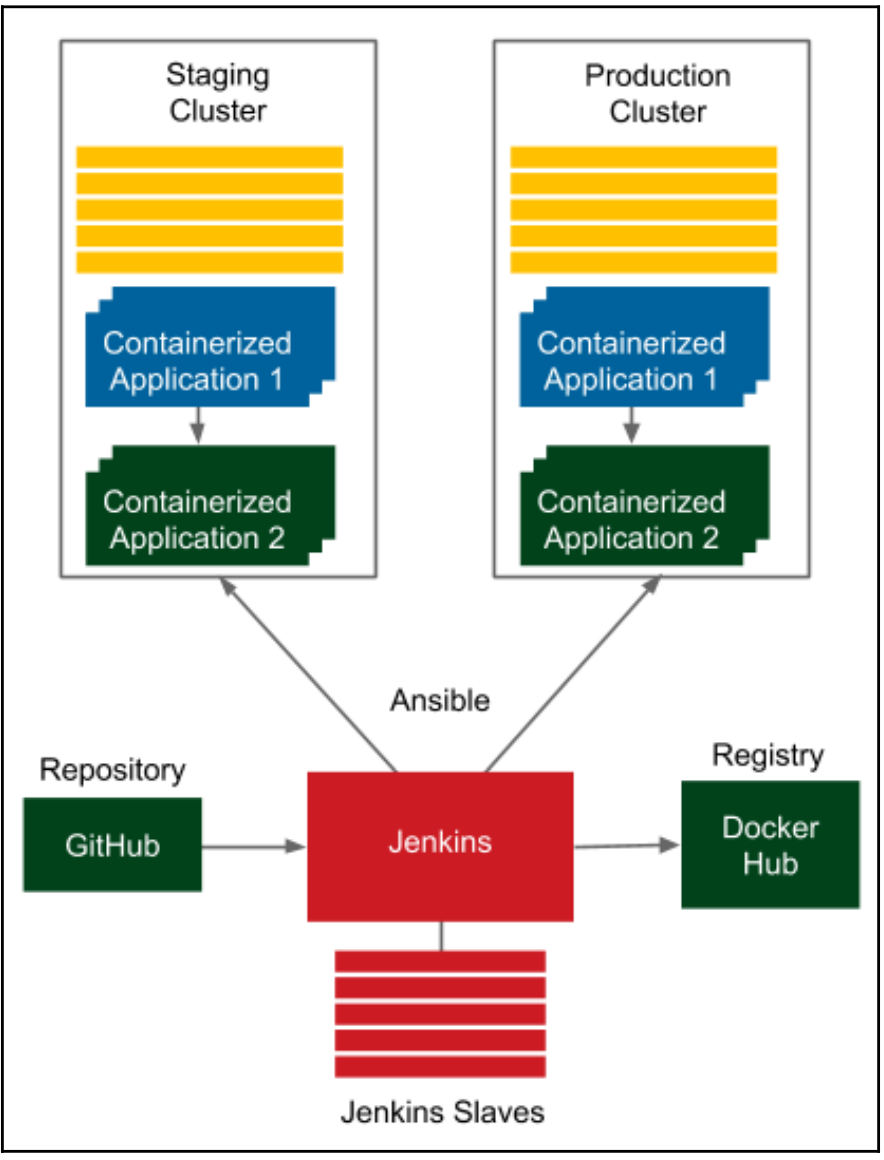 Staging
Cluster
Production
Cluster
Containerized
Application 1
Containerized
Application 1
Containerized
Application 2
Containerized
Application 2
Ansible
Repository
Registry
GitHub
Jenkins
Docker
Hub
Jenkins Slaves